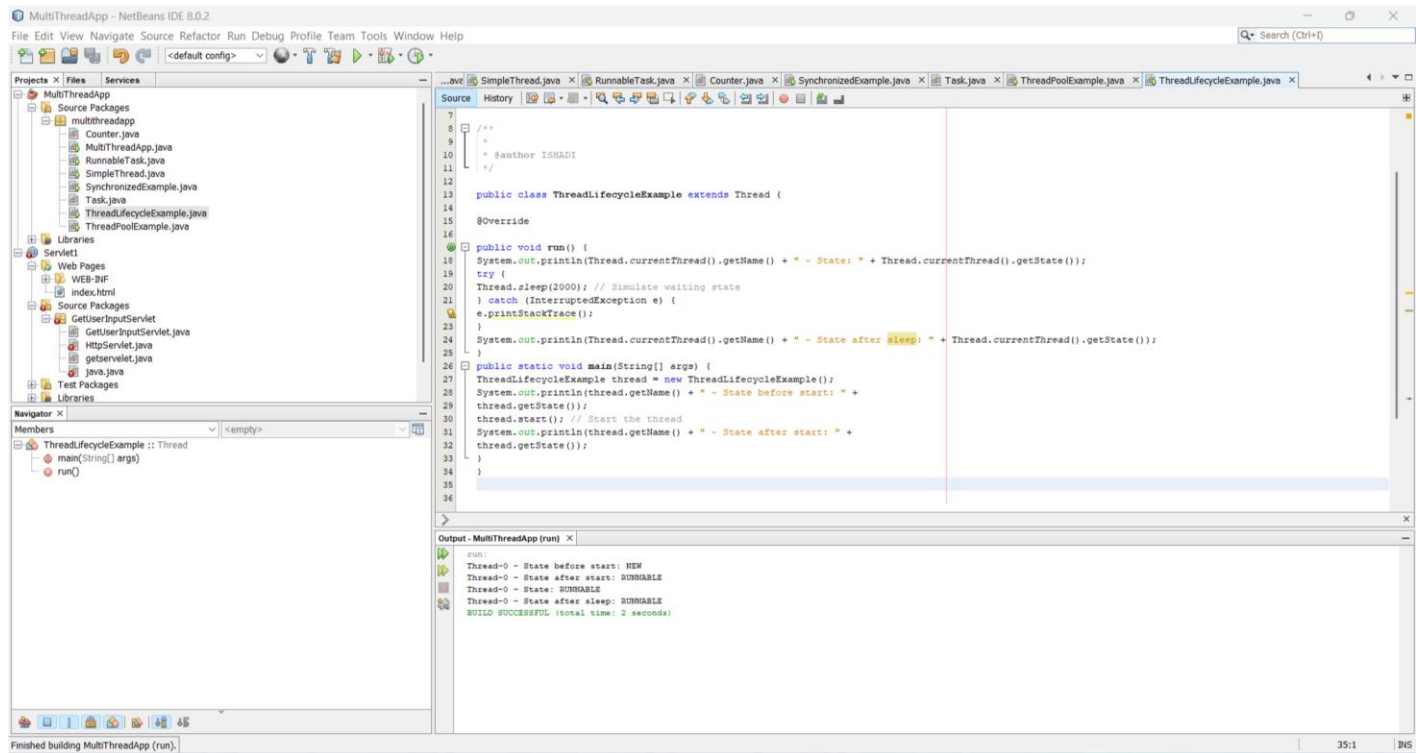 MultiThreadApp - NetBeans IDE 8.0.2
File Edit View Navigate Source Refactor Run Debug Profile Team Tools Window Help
Search (Ctrl+I)
<default config>
Projects Files Services
MultiThreadApp
Source Packages
multithreadapp
Counter.java
MultiThreadApp.java
RunnableTask.java
SimpleThread.java
SynchronizedExample.java
Task.java
ThreadLifecycleExample.java
ThreadPoolExample.java
Libraries
Servlet1
Web Pages
WEB-INF
index.html
Source Packages
GetUserInputServlet
GetUserInputServlet.java
HttpServlet.java
getservelet.java
java.java
Test Packages
Libraries
Navigator
Members <empty>
ThreadLifecycleExample :: Thread
main(String[] args)
run()
...ave SimpleThread.java RunnableTask.java Counter.java SynchronizedExample.java Task.java ThreadPoolExample.java ThreadLifecycleExample.java
Source History
7
8 /**
9 *
10 * @author ISHADI
11 */
12
13 public class ThreadLifecycleExample extends Thread {
14
15 @Override
16
public void run() {
18 System.out.println(Thread.currentThread().getName() + " - State: " + Thread.currentThread().getState());
19 try {
20 Thread.sleep(2000); // Simulate waiting state
21 } catch (InterruptedException e) {
e.printStackTrace();
23 }
24 System.out.println(Thread.currentThread().getName() + " - State after sleep: " + Thread.currentThread().getState());
25 }
26 public static void main(String[] args) {
27 ThreadLifecycleExample thread = new ThreadLifecycleExample();
28 System.out.println(thread.getName() + " - State before start: " +
29 thread.getState());
30 thread.start(); // Start the thread
31 System.out.println(thread.getName() + " - State after start: " +
32 thread.getState());
33 }
34 }
35
36
Output - MultiThreadApp (run)
run:
Thread-0 - State before start: NEW
Thread-0 - State after start: RUNNABLE
Thread-0 - State: RUNNABLE
Thread-0 - State after sleep: RUNNABLE
BUILD SUCCESSFUL (total time: 2 seconds)
Finished building MultiThreadApp (run).
35:1 INS